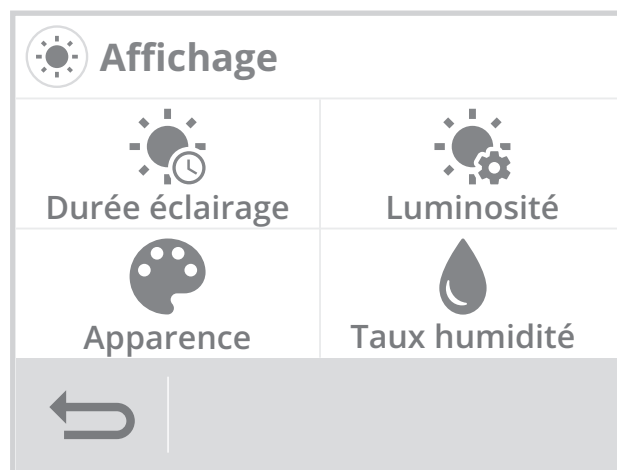 Affichage
Durée éclairage
Luminosité
Apparence
Taux humidité